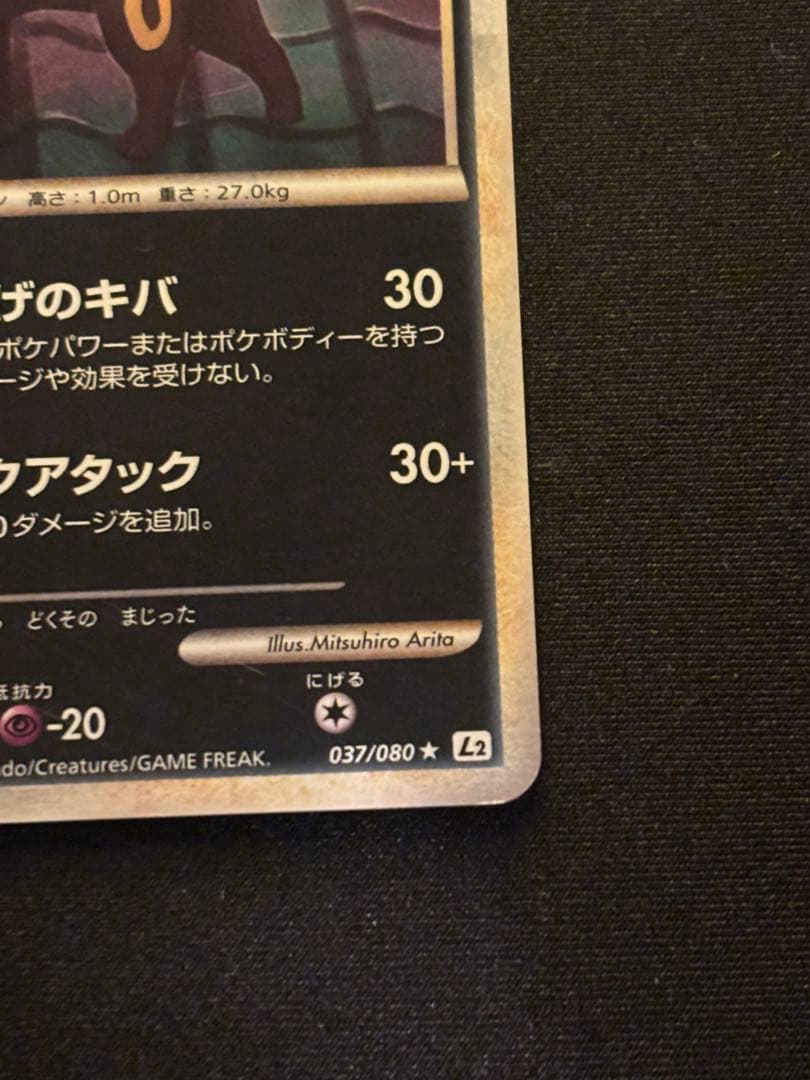 高さ：1.0m 重さ：27.0kg
げのキバ 30
ポケパワーまたはポケボディーを持つ
ージや効果を受けない。
クアタック 30+
0ダメージを追加。
どくその まじった
Illus.Mitsuhiro Arita
抵抗力 にげる
-20
do/Creatures/GAME FREAK. 037/080 ★ L2